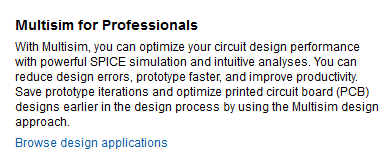 Multisim for Professionals
With Multisim, you can optimize your circuit design performance
with powerful SPICE simulation and intuitive analyses. You can
reduce design errors, prototype faster, and improve productivity.
Save prototype iterations and optimize printed circuit board (PCB)
designs earlier in the design process by using the Multisim design
approach.
Browse design applications